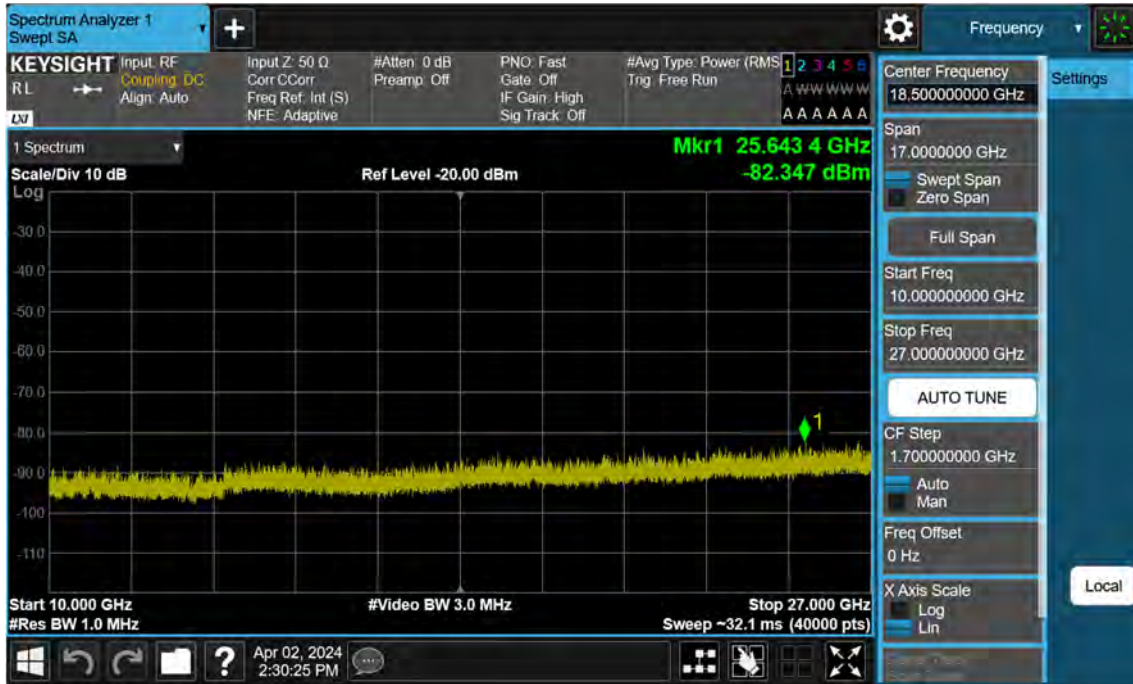 Spectrum Analyzer 1
Swept SA
+
Frequency
KEYSIGHT
RL
LXI
Input: RF
Coupling: DC
Align: Auto
Input Z: 50 Ω
Corr CCorr
Freq Ref: Int (S)
NFE: Adaptive
#Atten: 0 dB
Preamp: Off
PNO: Fast
Gate: Off
IF Gain: High
Sig Track: Off
#Avg Type: Power (RMS
Trig: Free Run
1 2 3 4 5 6
A W W W W W
A A A A A A
1 Spectrum
Mkr1 25.643 4 GHz
-82.347 dBm
Scale/Div 10 dB
Ref Level -20.00 dBm
Log
-30.0
-40.0
-50.0
-60.0
-70.0
-80.0
-90.0
-100
-110
1
Start 10.000 GHz
#Video BW 3.0 MHz
Stop 27.000 GHz
#Res BW 1.0 MHz
Sweep ~32.1 ms (40000 pts)
Center Frequency
18.500000000 GHz
Span
17.0000000 GHz
Swept Span
Zero Span
Full Span
Start Freq
10.000000000 GHz
Stop Freq
27.000000000 GHz
AUTO TUNE
CF Step
1.700000000 GHz
Auto
Man
Freq Offset
0 Hz
X Axis Scale
Log
Lin
Settings
Local
?
Apr 02, 2024
2:30:25 PM